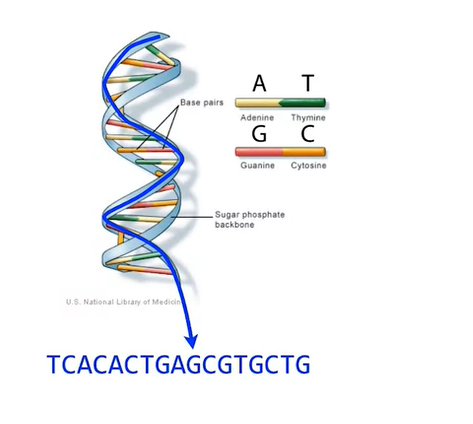 A T
Base pairs
Adenine Thymine
G C
Guanine Cytosine
Sugar phosphate
backbone
U.S. National Library of Medicine
TCACACTGAGCGTGCTG